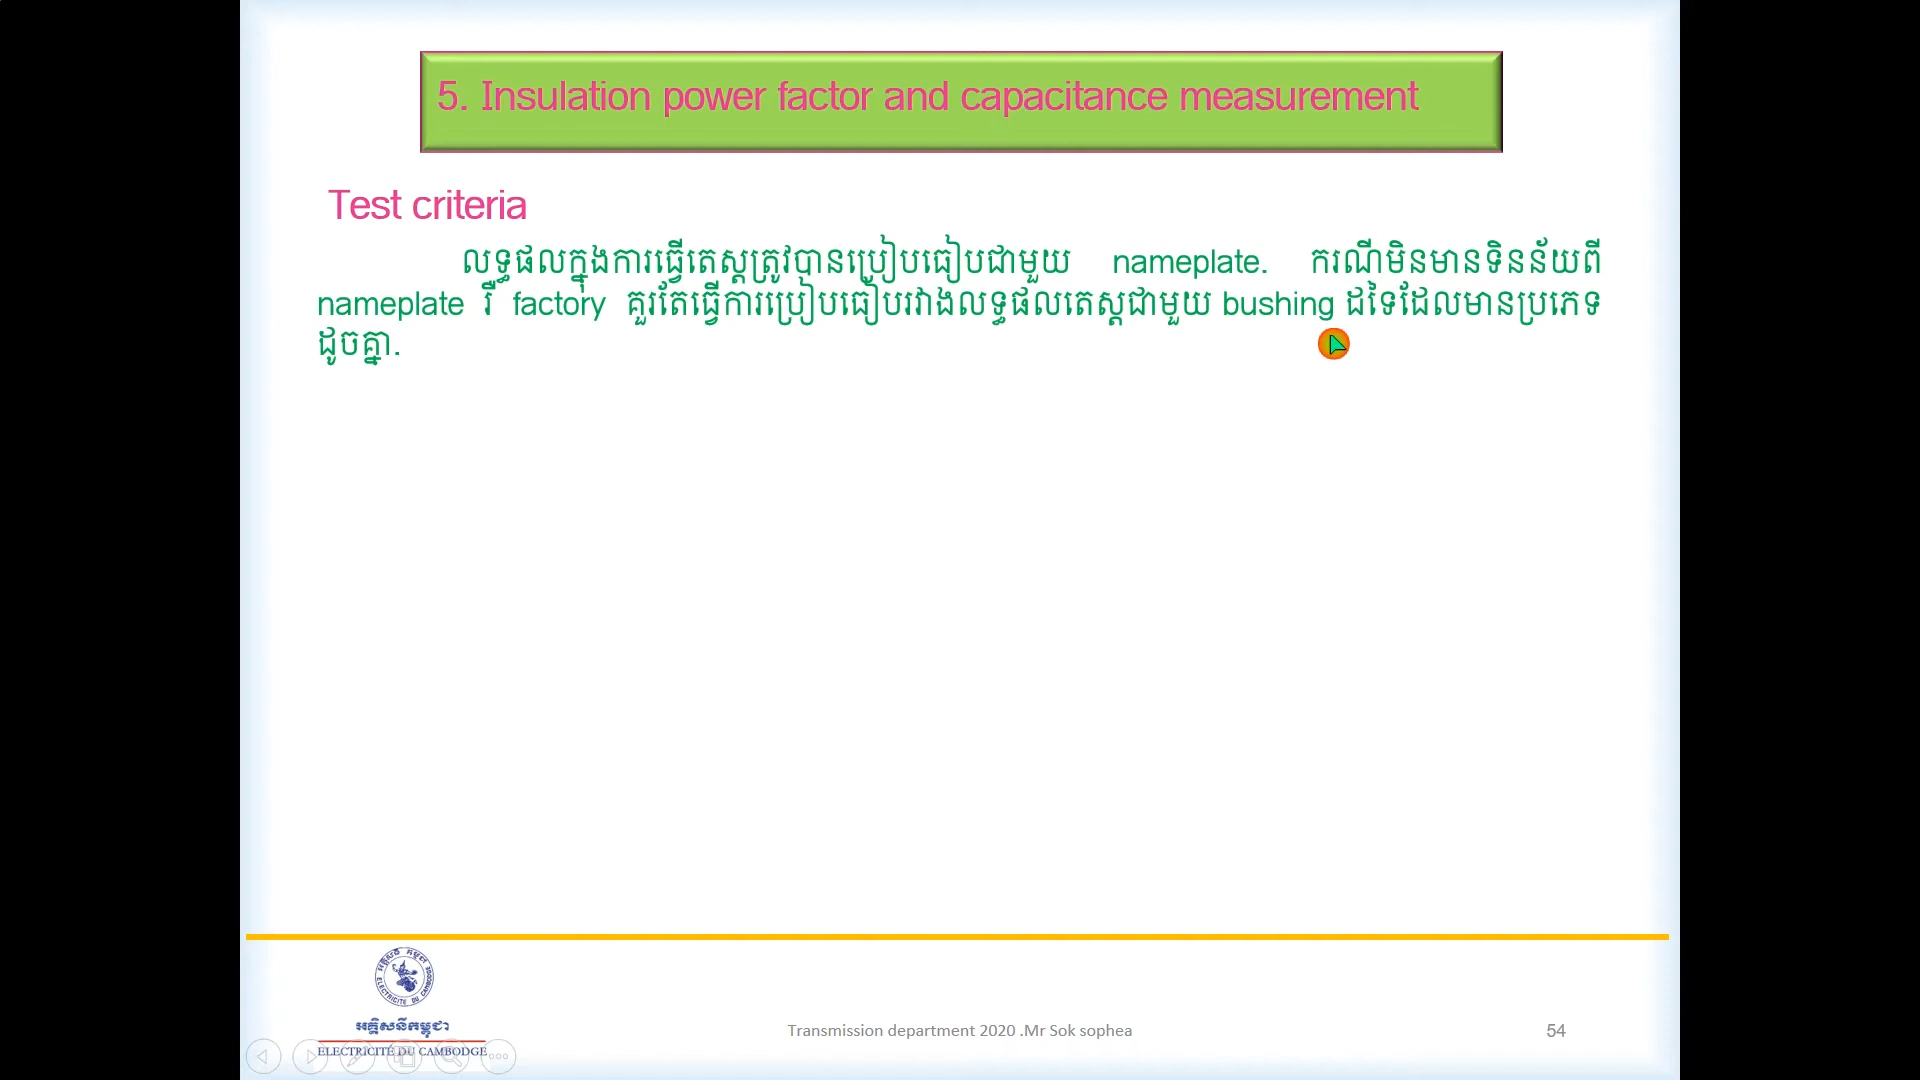 5. Insulation power factor and capacitance measurement
Test criteria
លទ្ធផលក្នុងការធ្វើតេស្តត្រូវបានប្រៀបធៀបជាមួយ nameplate. ករណីមិនមានទិនន័យពី
nameplate រឺ factory គួរតែធ្វើការប្រៀបធៀបរវាងលទ្ធផលតេស្តជាមួយ bushing ដទៃដែលមានប្រភេទ
ដូចគ្នា.
អគ្គិសនីកម្ពុជា
ELECTRICITE DU CAMBODGE
Transmission department 2020 .Mr Sok sophea
54